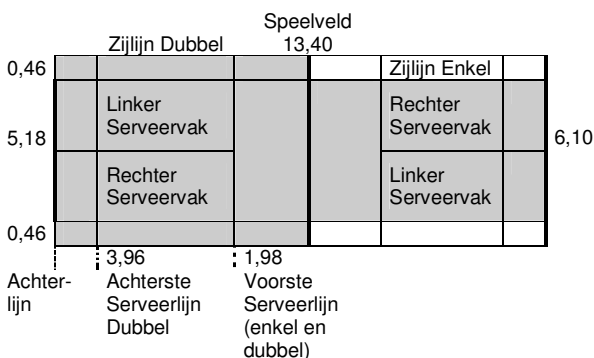 Speelveld
Zijlijn Dubbel 13,40
0,46 Zijlijn Enkel
Linker
Serveervak
Rechter
Serveervak
5,18 6,10
Rechter
Serveervak
Linker
Serveervak
0,46
3,96 1,98
Achter-
lijn
Achterste
Serveerlijn
Dubbel
Voorste
Serveerlijn
(enkel en
dubbel)